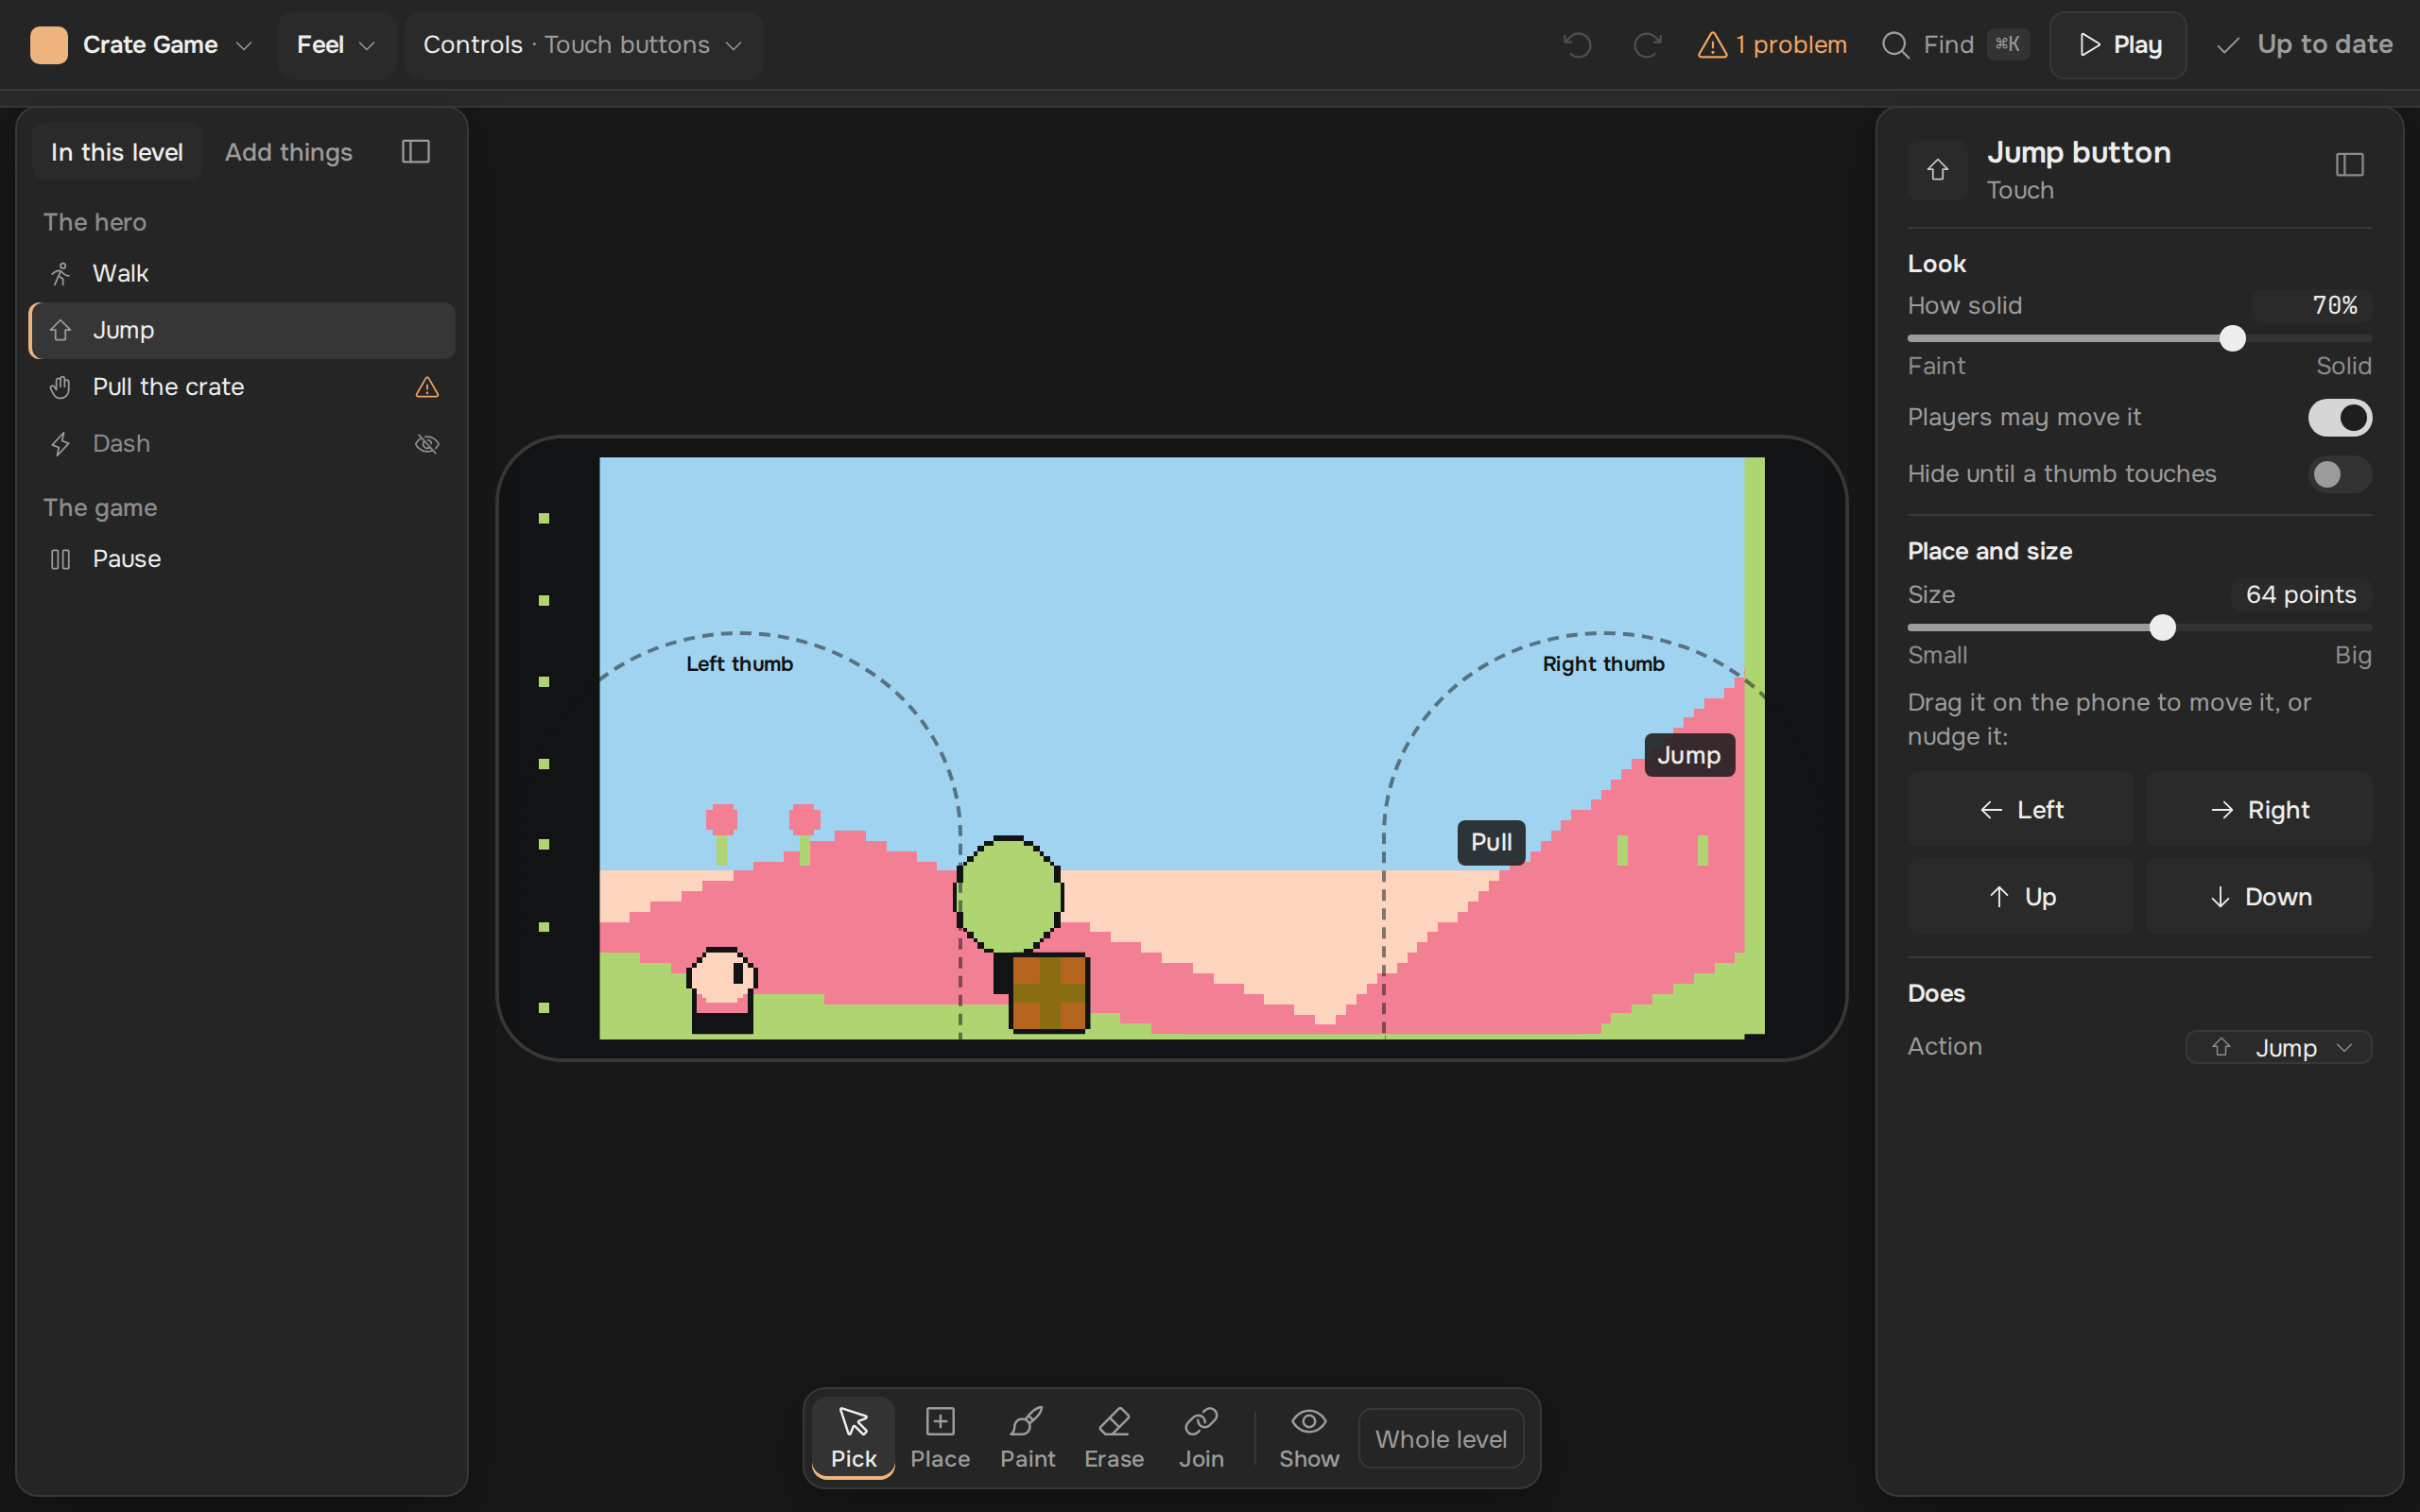 Crate Game
Feel
Controls · Touch buttons
1 problem
Find ⌘K
Play
Up to date
In this level
Add things
The hero
Walk
Jump
Pull the crate
Dash
The game
Pause
Left thumb
Right thumb
Jump
Pull
Pick
Place
Paint
Erase
Join
Show
Whole level
Jump button
Touch
Look
How solid
70%
Faint
Solid
Players may move it
Hide until a thumb touches
Place and size
Size
64 points
Small
Big
Drag it on the phone to move it, or
nudge it:
Left
Right
Up
Down
Does
Action
Jump